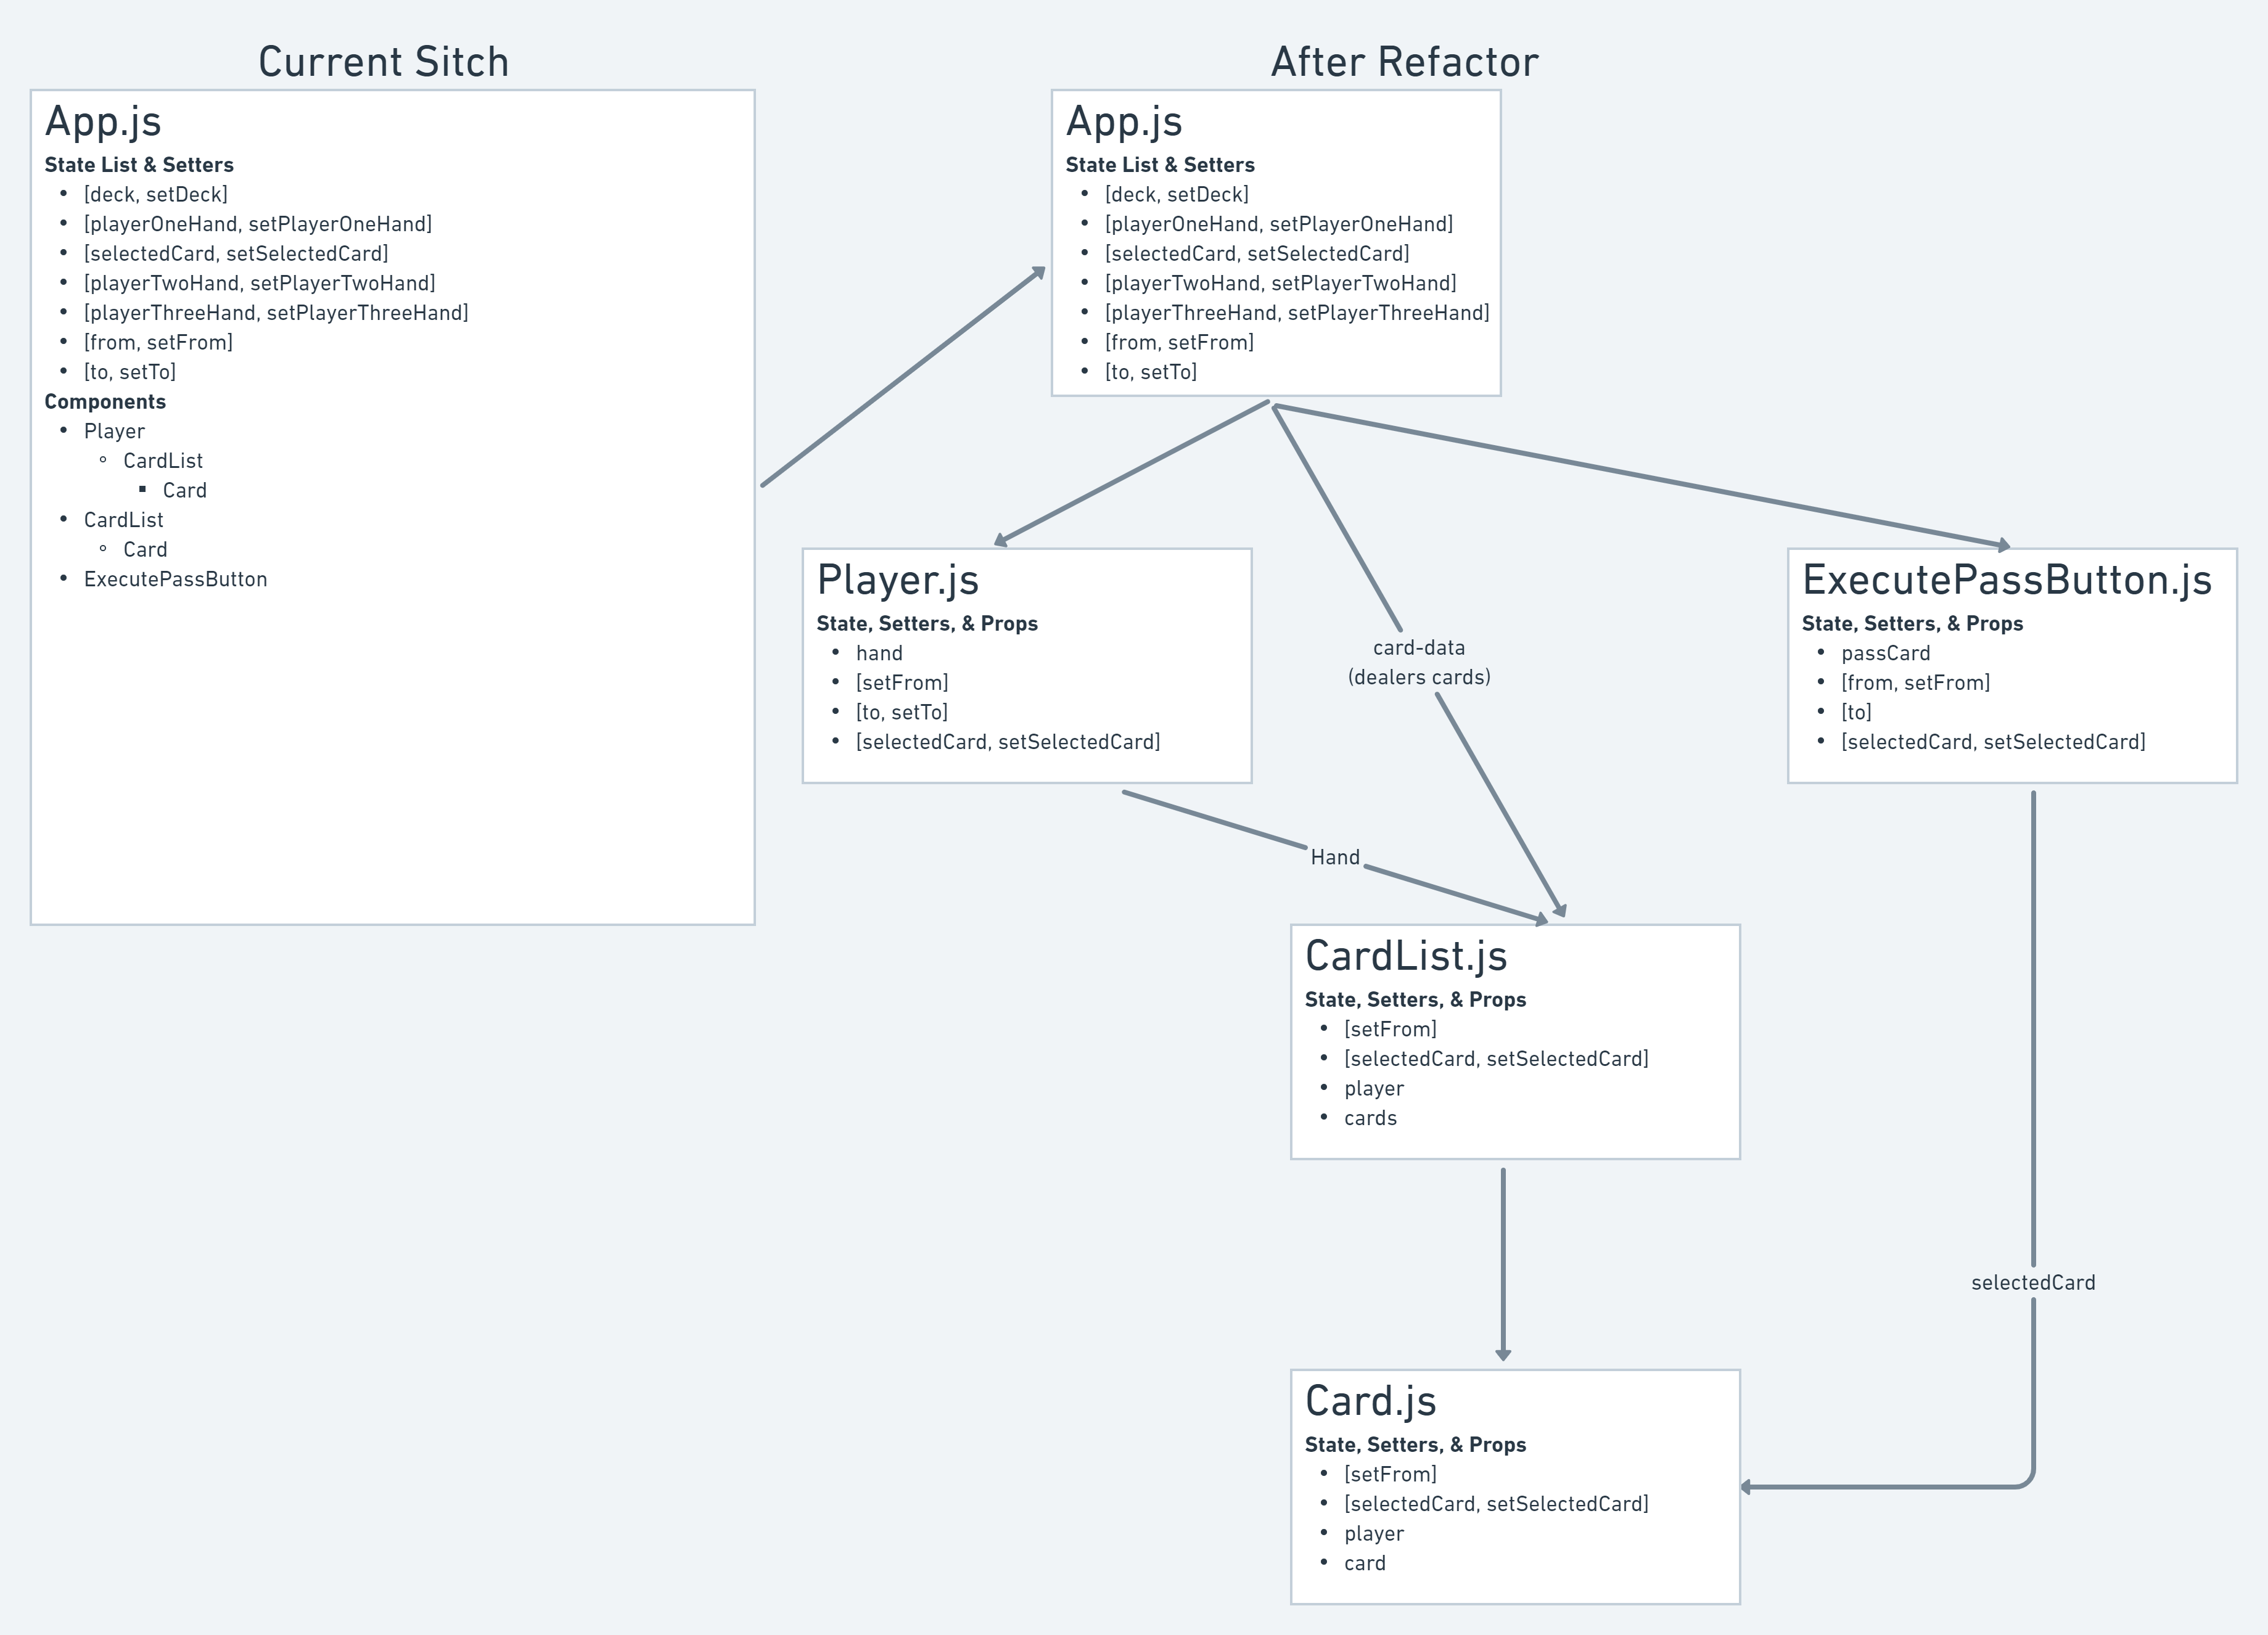 Current Sitch
App.js
State List & Setters
• [deck, setDeck]
• [playerOneHand, setPlayerOneHand]
• [selectedCard, setSelectedCard]
• [playerTwoHand, setPlayerTwoHand]
• [playerThreeHand, setPlayerThreeHand]
• [from, setFrom]
• [to, setTo]
Components
• Player
◦ CardList
▪ Card
• CardList
◦ Card
• ExecutePassButton
After Refactor
App.js
State List & Setters
• [deck, setDeck]
• [playerOneHand, setPlayerOneHand]
• [selectedCard, setSelectedCard]
• [playerTwoHand, setPlayerTwoHand]
• [playerThreeHand, setPlayerThreeHand]
• [from, setFrom]
• [to, setTo]
Player.js
State, Setters, & Props
• hand
• [setFrom]
• [to, setTo]
• [selectedCard, setSelectedCard]
card-data
(dealers cards)
ExecutePassButton.js
State, Setters, & Props
• passCard
• [from, setFrom]
• [to]
• [selectedCard, setSelectedCard]
Hand
CardList.js
State, Setters, & Props
• [setFrom]
• [selectedCard, setSelectedCard]
• player
• cards
selectedCard
Card.js
State, Setters, & Props
• [setFrom]
• [selectedCard, setSelectedCard]
• player
• card